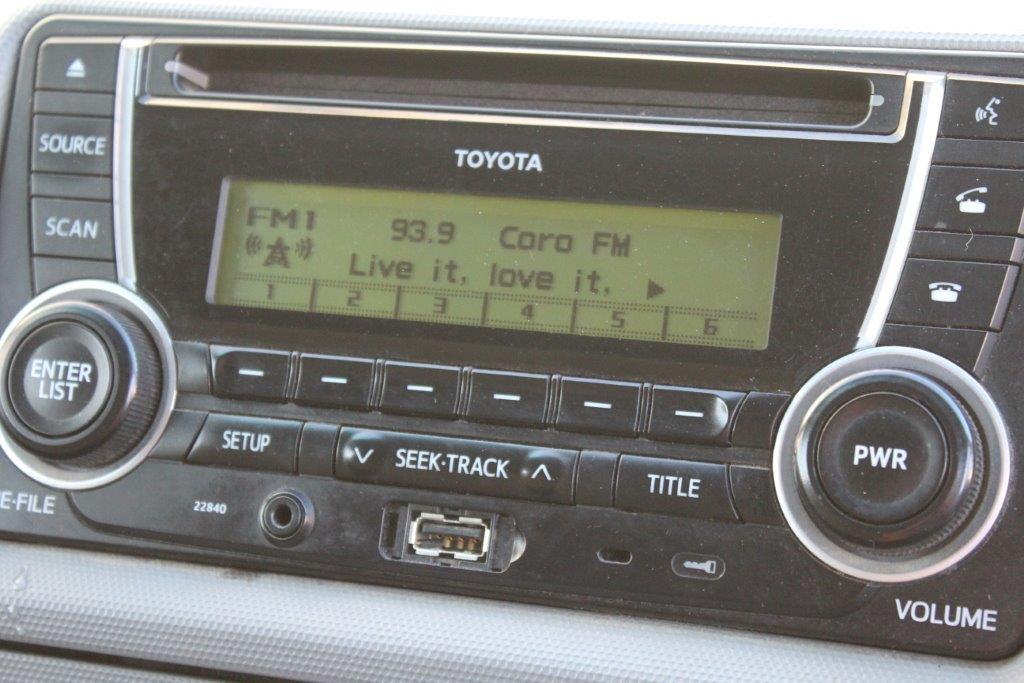 SOURCE
SCAN
TOYOTA
FM1 93.9 Coro FM
Live it, love it,
1 2 3 4 5 6
ENTER
LIST
SETUP
SEEK·TRACK
TITLE
PWR
E·FILE
22840
VOLUME